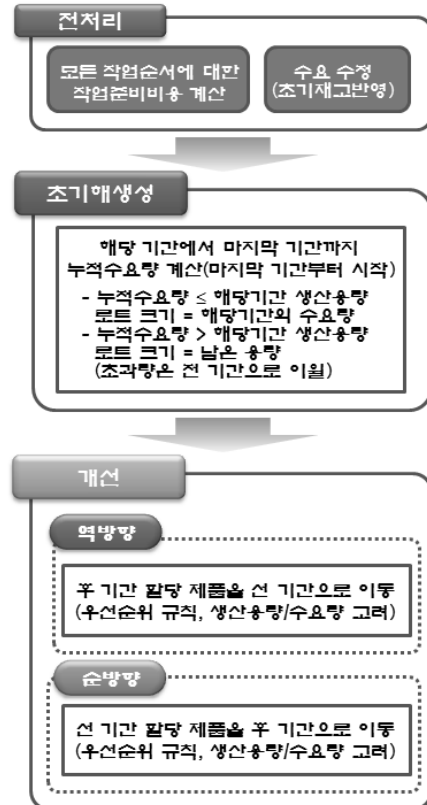 전처리
모든 작업순서에 대한
작업준비비용 계산
수요 수정
(초기재고반영)
초기해생성
해당 기간에서 마지막 기간까지
누적수요량 계산(마지막 기간부터 시작)
- 누적수요량 ≤ 해당기간 생산용량
로트 크기 = 해당기간의 수요량
- 누적수요량 > 해당기간 생산용량
로트 크기 = 남은 용량
(초과량은 전 기간으로 이월)
개선
역방향
후 기간 할당 제품을 선 기간으로 이동
(우선순위 규칙, 생산용량/수요량 고려)
순방향
선 기간 할당 제품을 후 기간으로 이동
(우선순위 규칙, 생산용량/수요량 고려)